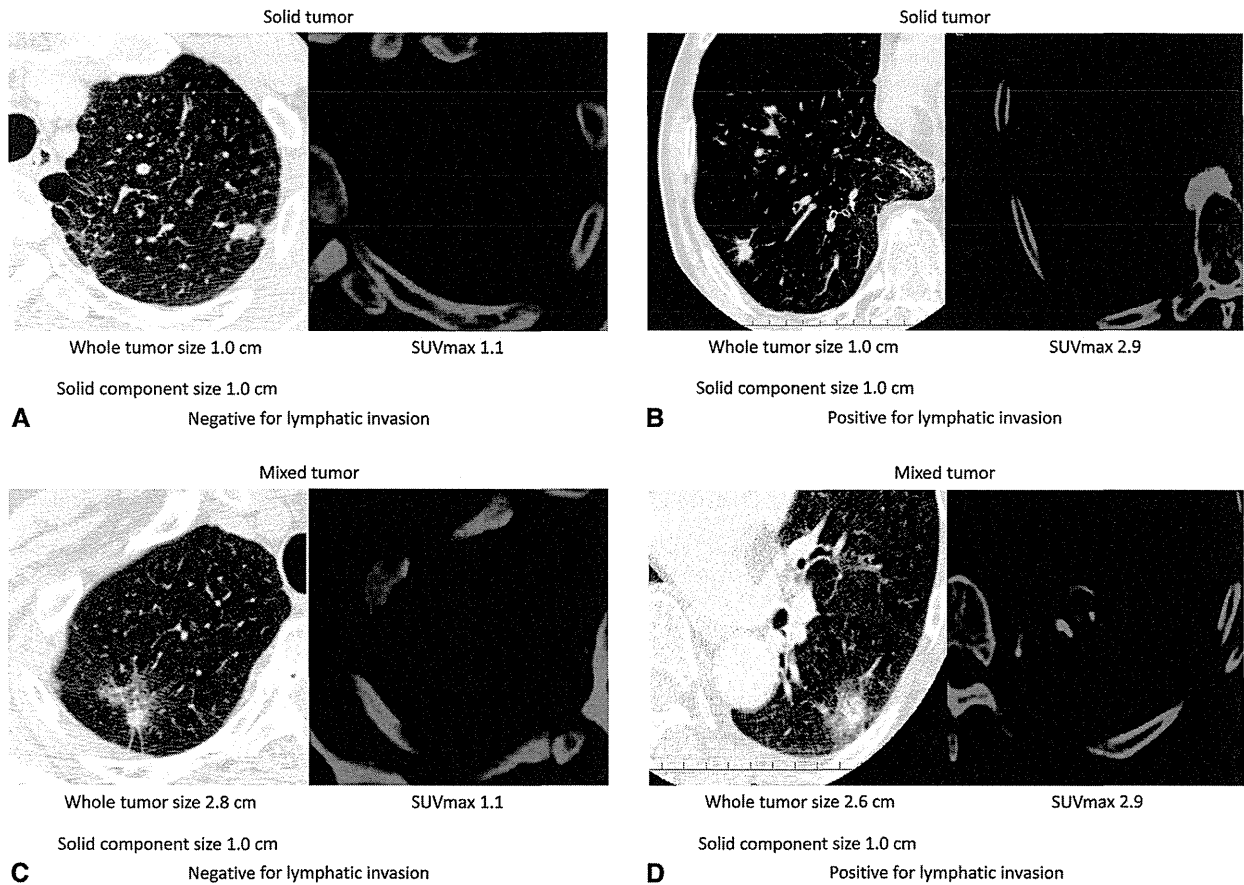 Solid tumor
Solid tumor
Whole tumor size 1.0 cm
SUVmax 1.1
Whole tumor size 1.0 cm
SUVmax 2.9
Solid component size 1.0 cm
Solid component size 1.0 cm
A
Negative for lymphatic invasion
B
Positive for lymphatic invasion
Mixed tumor
Mixed tumor
Whole tumor size 2.8 cm
SUVmax 1.1
Whole tumor size 2.6 cm
SUVmax 2.9
Solid component size 1.0 cm
Solid component size 1.0 cm
C
Negative for lymphatic invasion
D
Positive for lymphatic invasion